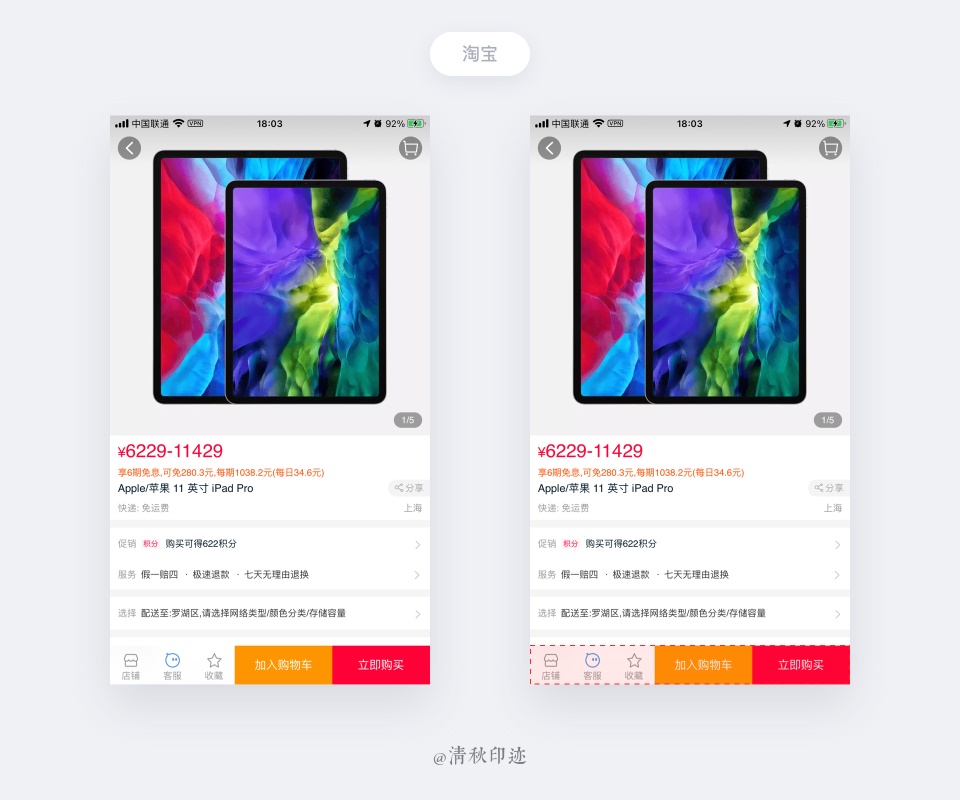 淘宝
中国联通 VPN 18:03 92%
1/5
¥6229-11429
享6期免息,可免280.3元,每期1038.2元(每日34.6元)
Apple/苹果 11 英寸 iPad Pro 分享
快递: 免运费 上海
促销 积分 购买可得622积分
服务 假一赔四 · 极速退款 · 七天无理由退换
选择 配送至:罗湖区,请选择网络类型/颜色分类/存储容量
店铺 客服 收藏 加入购物车 立即购买
中国联通 VPN 18:03 92%
1/5
¥6229-11429
享6期免息,可免280.3元,每期1038.2元(每日34.6元)
Apple/苹果 11 英寸 iPad Pro 分享
快递: 免运费 上海
促销 积分 购买可得622积分
服务 假一赔四 · 极速退款 · 七天无理由退换
选择 配送至:罗湖区,请选择网络类型/颜色分类/存储容量
店铺 客服 收藏 加入购物车 立即购买
@清秋印迹